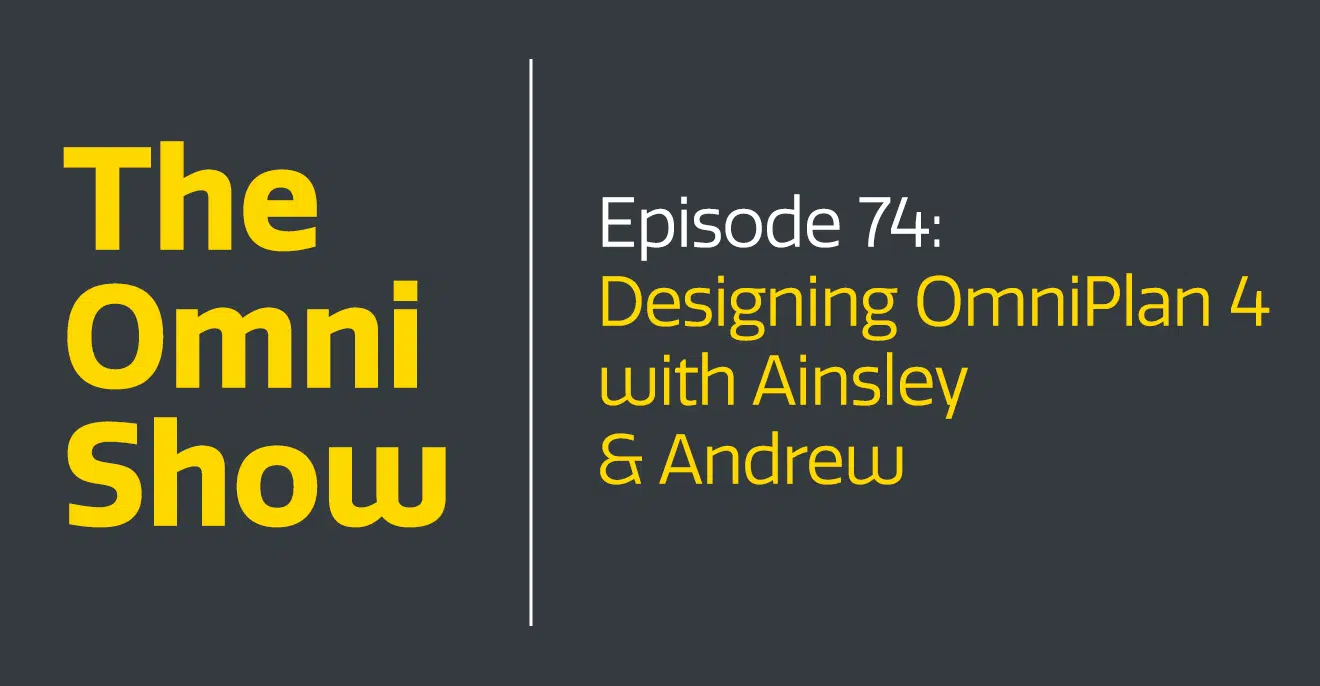 The
Omni
Show
Episode 74:
Designing OmniPlan 4
with Ainsley
& Andrew